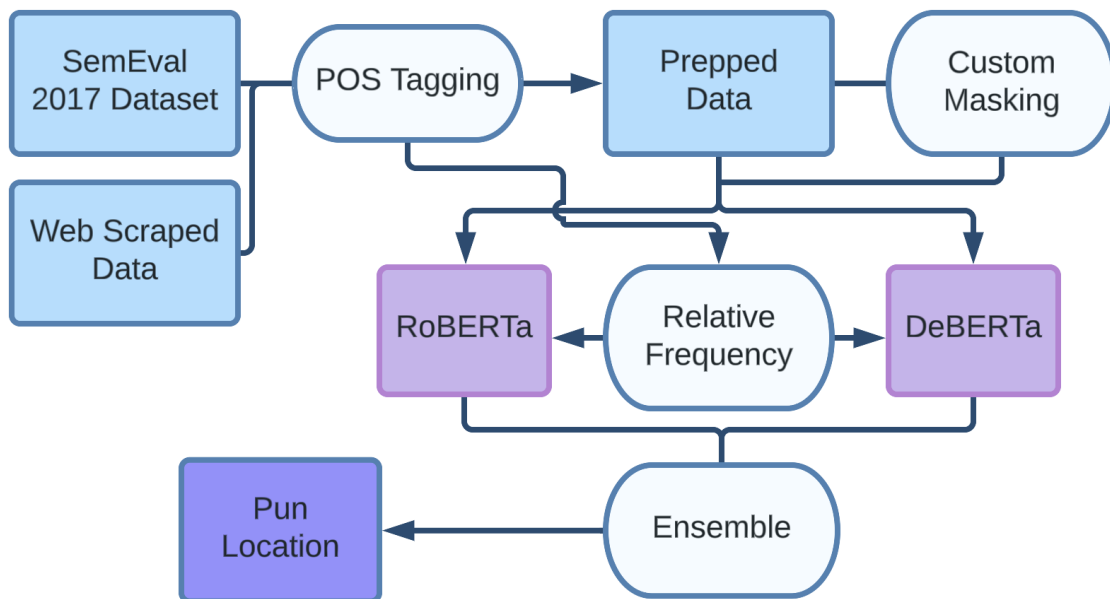 SemEval
2017 Dataset
POS Tagging
Prepped
Data
Custom
Masking
Web Scraped
Data
RoBERTa
Relative
Frequency
DeBERTa
Pun
Location
Ensemble